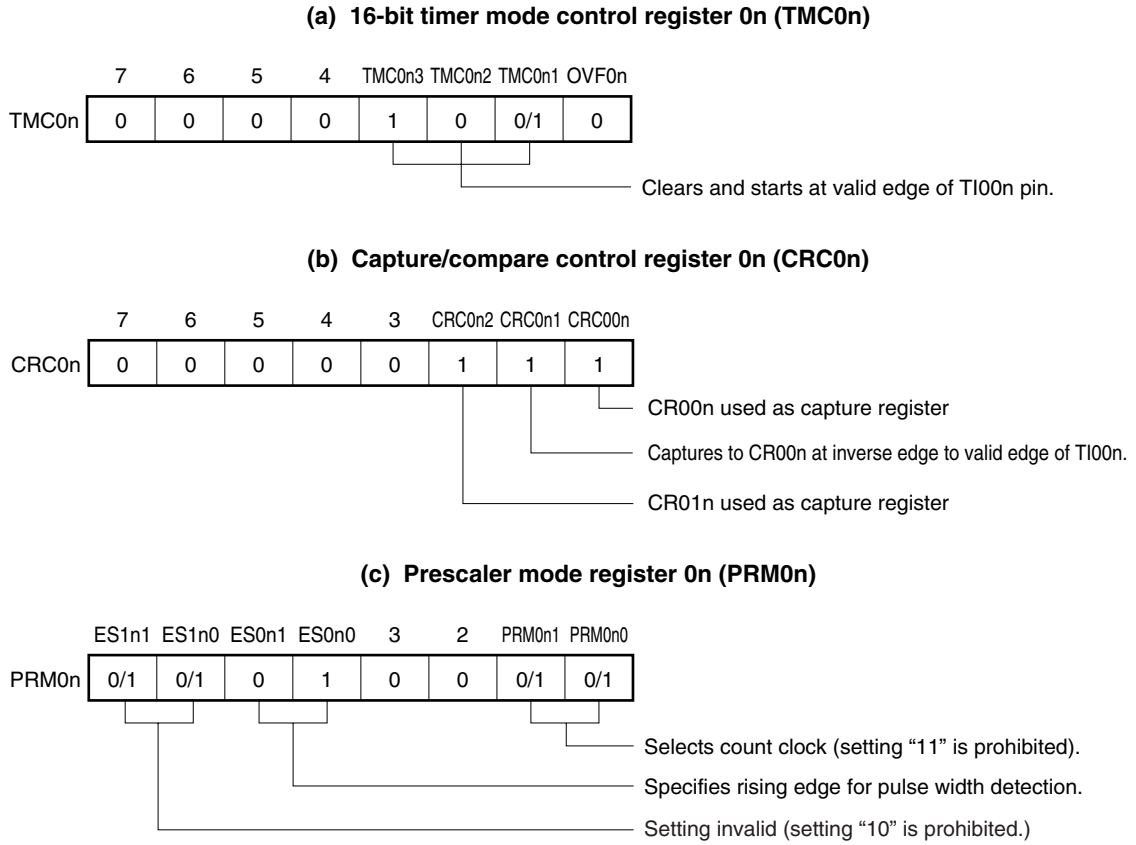 (a) 16-bit timer mode control register 0n (TMC0n)
7 6 5 4 TMC0n3 TMC0n2 TMC0n1 OVF0n
TMC0n 0 0 0 0 1 0 0/1 0
Clears and starts at valid edge of TI00n pin.
(b) Capture/compare control register 0n (CRC0n)
7 6 5 4 3 CRC0n2 CRC0n1 CRC00n
CRC0n 0 0 0 0 0 1 1 1
CR00n used as capture register
Captures to CR00n at inverse edge to valid edge of TI00n.
CR01n used as capture register
(c) Prescaler mode register 0n (PRM0n)
ES1n1 ES1n0 ES0n1 ES0n0 3 2 PRM0n1 PRM0n0
PRM0n 0/1 0/1 0 1 0 0 0/1 0/1
Selects count clock (setting “11” is prohibited).
Specifies rising edge for pulse width detection.
Setting invalid (setting “10” is prohibited.)